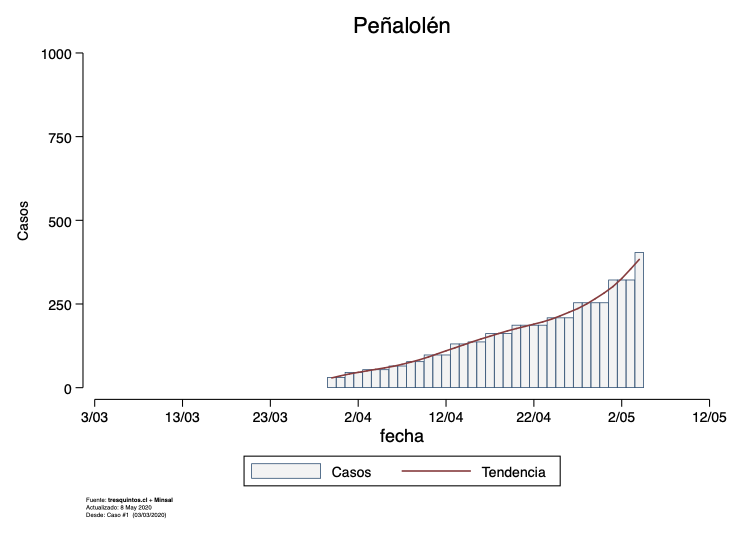 Peñalolén
1000
750
500
250
0
Casos
3/03 13/03 23/03 2/04 12/04 22/04 2/05 12/05
fecha
Casos Tendencia
Fuente: tresquintos.cl + Minsal
Actualizado: 8 May 2020
Desde: Caso #1 (03/03/2020)